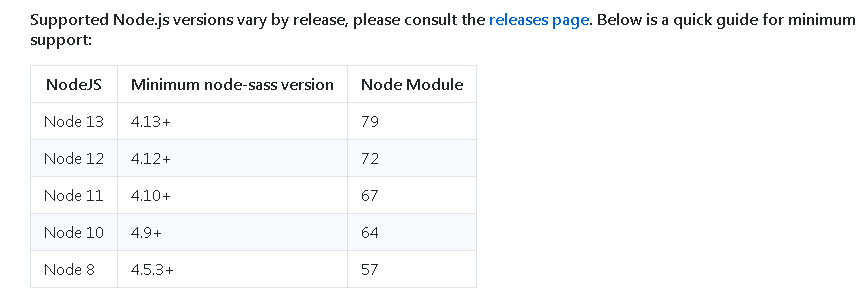 Supported Node.js versions vary by release, please consult the releases page. Below is a quick guide for minimum
support:
NodeJS Minimum node-sass version Node Module
Node 13 4.13+ 79
Node 12 4.12+ 72
Node 11 4.10+ 67
Node 10 4.9+ 64
Node 8 4.5.3+ 57